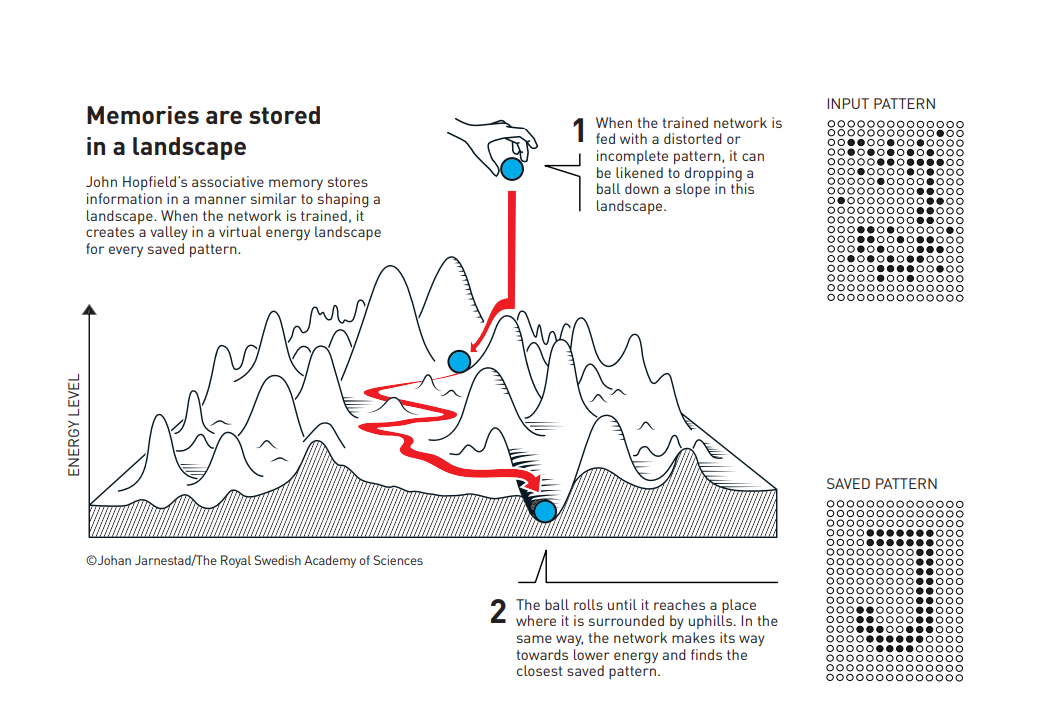 Memories are stored
in a landscape
John Hopfield’s associative memory stores
information in a manner similar to shaping a
landscape. When the network is trained, it
creates a valley in a virtual energy landscape
for every saved pattern.
1
When the trained network is
fed with a distorted or
incomplete pattern, it can
be likened to dropping a
ball down a slope in this
landscape.
INPUT PATTERN
ENERGY LEVEL
SAVED PATTERN
©Johan Jarnestad/The Royal Swedish Academy of Sciences
2
The ball rolls until it reaches a place
where it is surrounded by uphills. In the
same way, the network makes its way
towards lower energy and finds the
closest saved pattern.